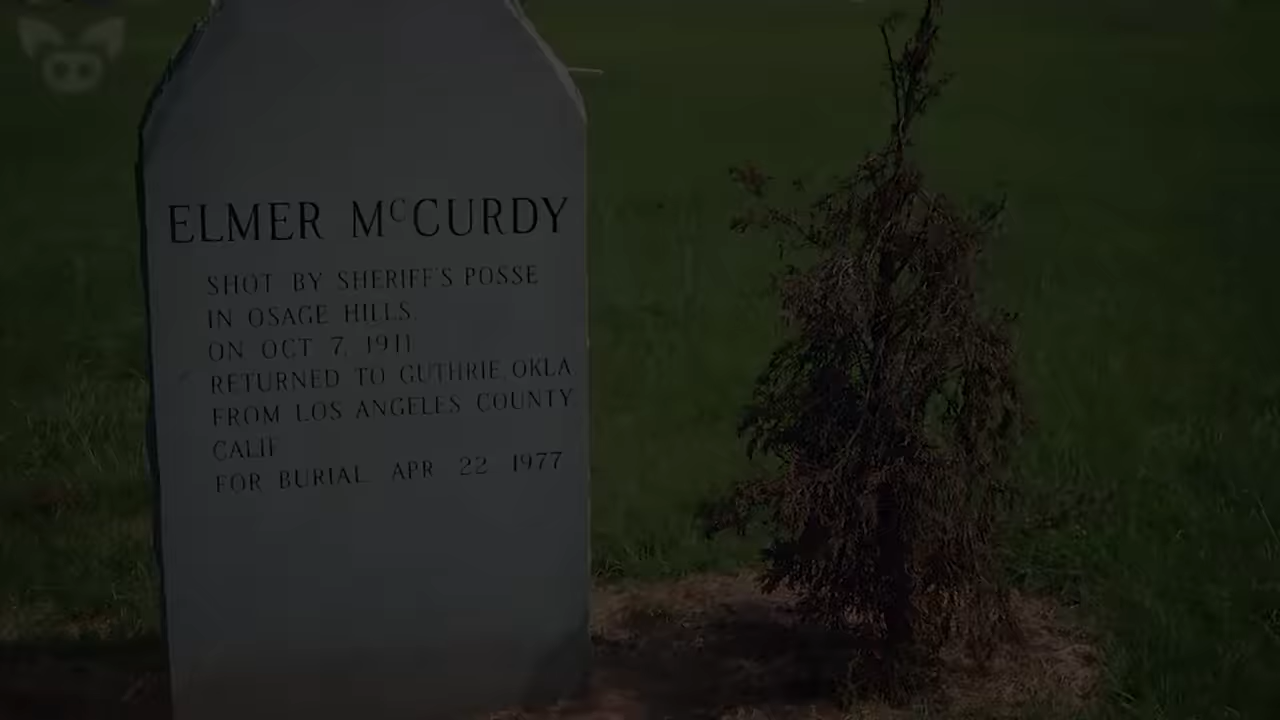 ELMER McCURDY
SHOT BY SHERIFF'S POSSE
IN OSAGE HILLS.
ON OCT 7, 1911
RETURNED TO GUTHRIE, OKLA
FROM LOS ANGELES COUNTY
CALIF
FOR BURIAL APR 22 1977